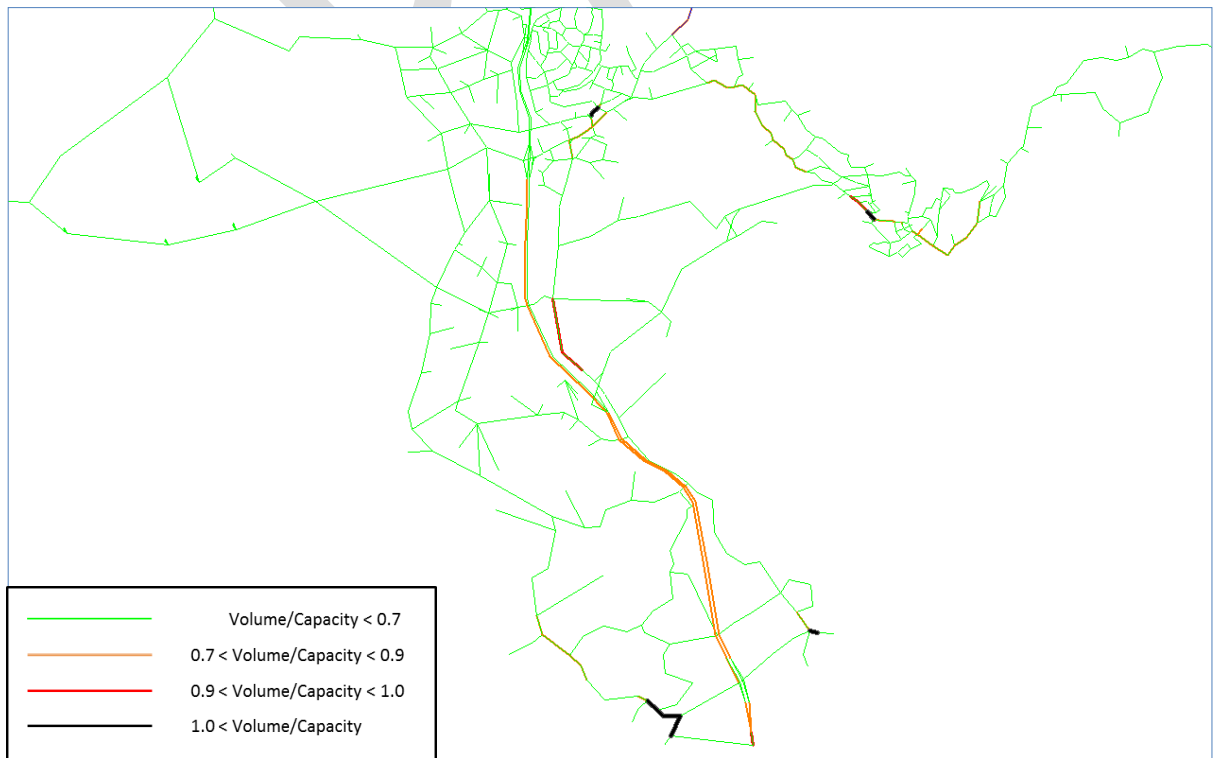 Volume/Capacity < 0.7
0.7 < Volume/Capacity < 0.9
0.9 < Volume/Capacity < 1.0
1.0 < Volume/Capacity